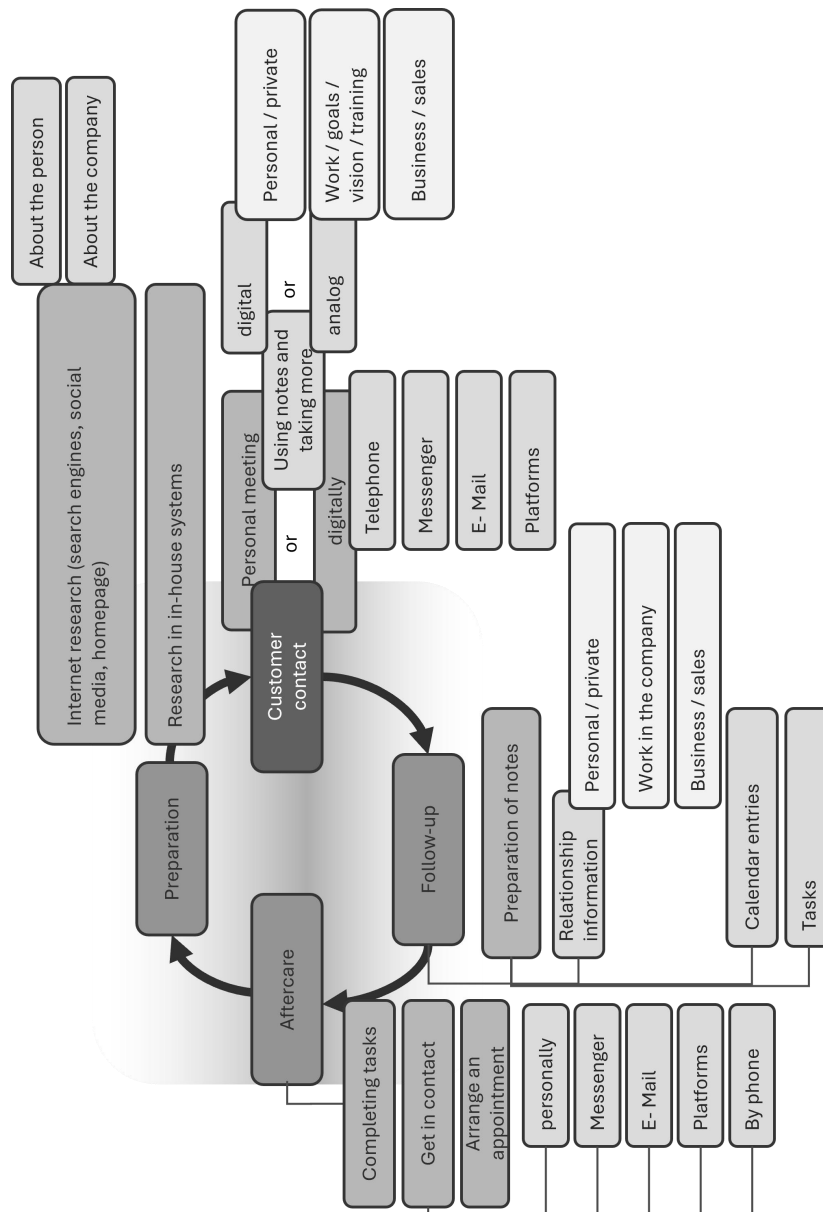 About the person
About the company
Internet research (search engines, social
media, homepage)
Research in in-house systems
Preparation
Personal / private
Work / goals /
vision / training
Business / sales
digital
or
analog
Using notes and
taking more
Personal meeting
or
digitally
Customer
contact
Telephone
Messenger
E- Mail
Platforms
Follow-up
Preparation of notes
Relationship
information
Personal / private
Work in the company
Business / sales
Calendar entries
Tasks
Aftercare
Completing tasks
Get in contact
Arrange an
appointment
personally
Messenger
E- Mail
Platforms
By phone